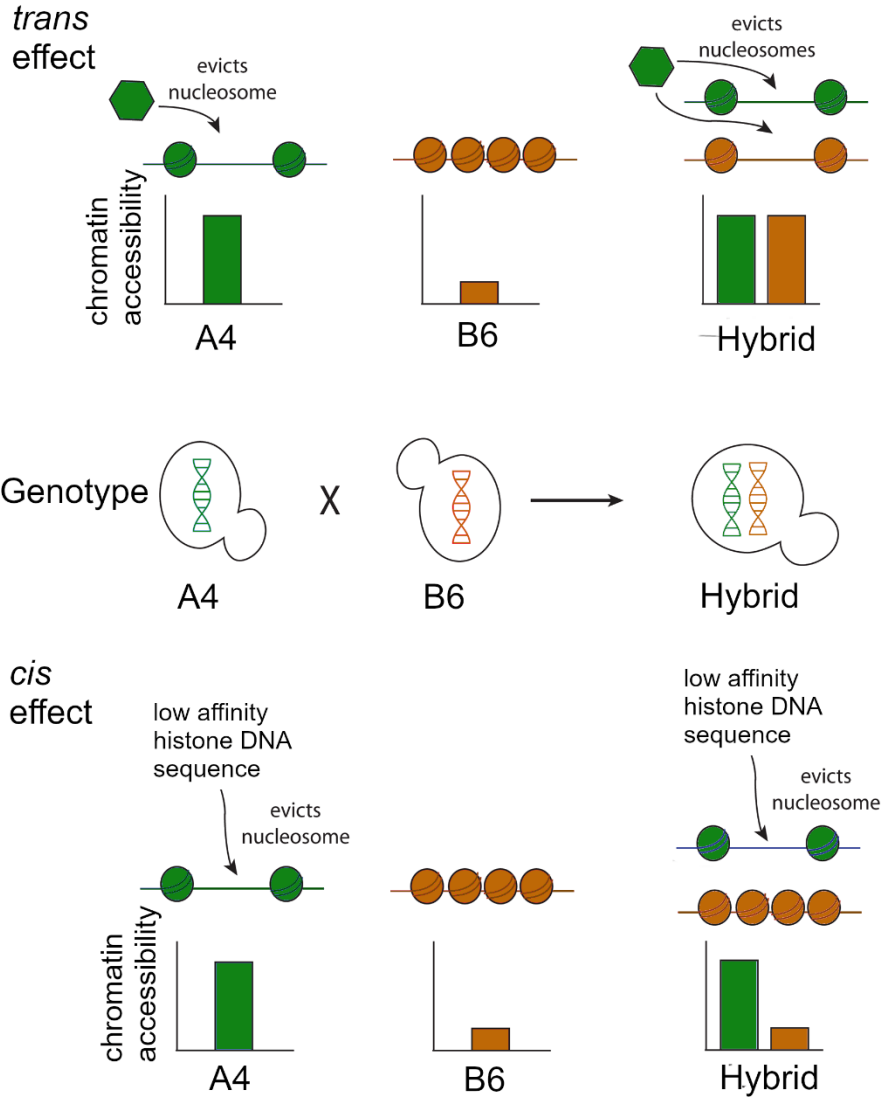 trans
effect
evicts
nucleosome
evicts
nucleosomes
chromatin
accessibility
A4
B6
Hybrid
Genotype
X
A4
B6
Hybrid
cis
effect
low affinity
histone DNA
sequence
evicts
nucleosome
low affinity
histone DNA
sequence
evicts
nucleosome
chromatin
accessibility
A4
B6
Hybrid